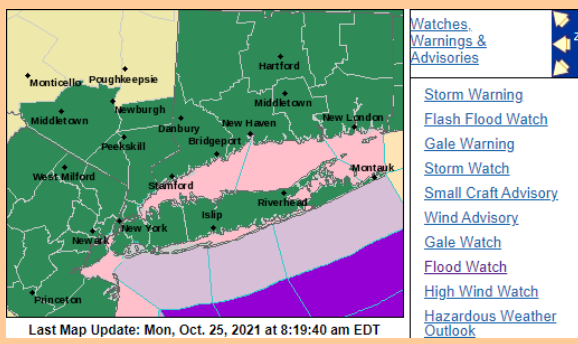 Watches,
Warnings &
Advisories
Z
Hartford
Monticello
Poughkeepsie
Middletown
Newburgh
Middletown
Danbury
New Haven
New London
Peekskill
Bridgeport
West Milford
Stamford
Montauk
Riverhead
Islip
New York
Newark
Princeton
Storm Warning
Flash Flood Watch
Gale Warning
Storm Watch
Small Craft Advisory
Wind Advisory
Gale Watch
Flood Watch
High Wind Watch
Hazardous Weather
Outlook
Last Map Update: Mon, Oct. 25, 2021 at 8:19:40 am EDT